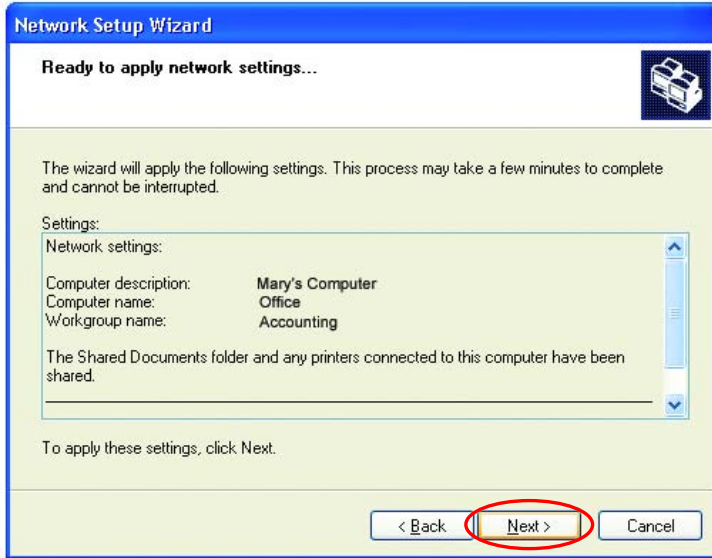 Network Setup Wizard
Ready to apply network settings...
The wizard will apply the following settings. This process may take a few minutes to complete
and cannot be interrupted.
Settings:
Network settings:
Computer description: Mary's Computer
Computer name: Office
Workgroup name: Accounting
The Shared Documents folder and any printers connected to this computer have been
shared.
To apply these settings, click Next.
< Back Next > Cancel